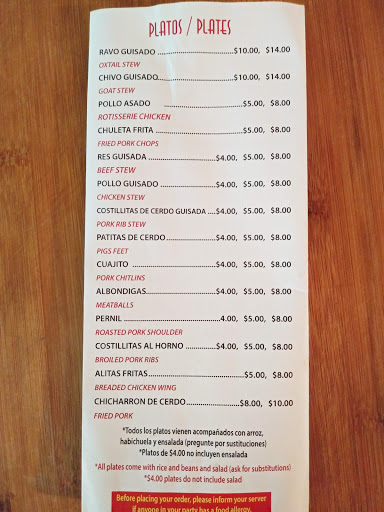 PLATOS / PLATES
RAVO GUISADO ........................$10.00, $14.00
OXTAIL STEW
CHIVO GUISADO........................$10.00, $14.00
GOAT STEW
POLLO ASADO ........................$5.00, $8.00
ROTISSERIE CHICKEN
CHULETA FRITA ........................$5.00, $8.00
FRIED PORK CHOPS
RES GUISADA ....................$4.00, $5.00, $8.00
BEEF STEW
POLLO GUISADO ..................$4.00, $5.00, $8.00
CHICKEN STEW
COSTILLITAS DE CERDO GUISADA ....$4.00, $5.00, $8.00
PORK RIB STEW
PATITAS DE CERDO................$4.00, $5.00, $8.00
PIGS FEET
CUAJITO ........................$4.00, $5.00, $8.00
PORK CHITLINS
ALBONDIGAS......................$4.00, $5.00, $8.00
MEATBALLS
PERNIL ............................4.00, $5.00, $8.00
ROASTED PORK SHOULDER
COSTILLITAS AL HORNO ..........$4.00, $5.00, $8.00
BROILED PORK RIBS
ALITAS FRITAS............................$5.00, $8.00
BREADED CHICKEN WING
CHICHARRON DE CERDO..................$8.00, $10.00
FRIED PORK
*Todos los platos vienen acompañados con arroz,
habichuela y ensalada (pregunte por sustituciones)
*Platos de $4.00 no incluyen ensalada
*All plates come with rice and beans and salad (ask for substitutions)
*$4.00 plates do not include salad
Before placing your order, please inform your server
if anyone in your party has a food allergy.